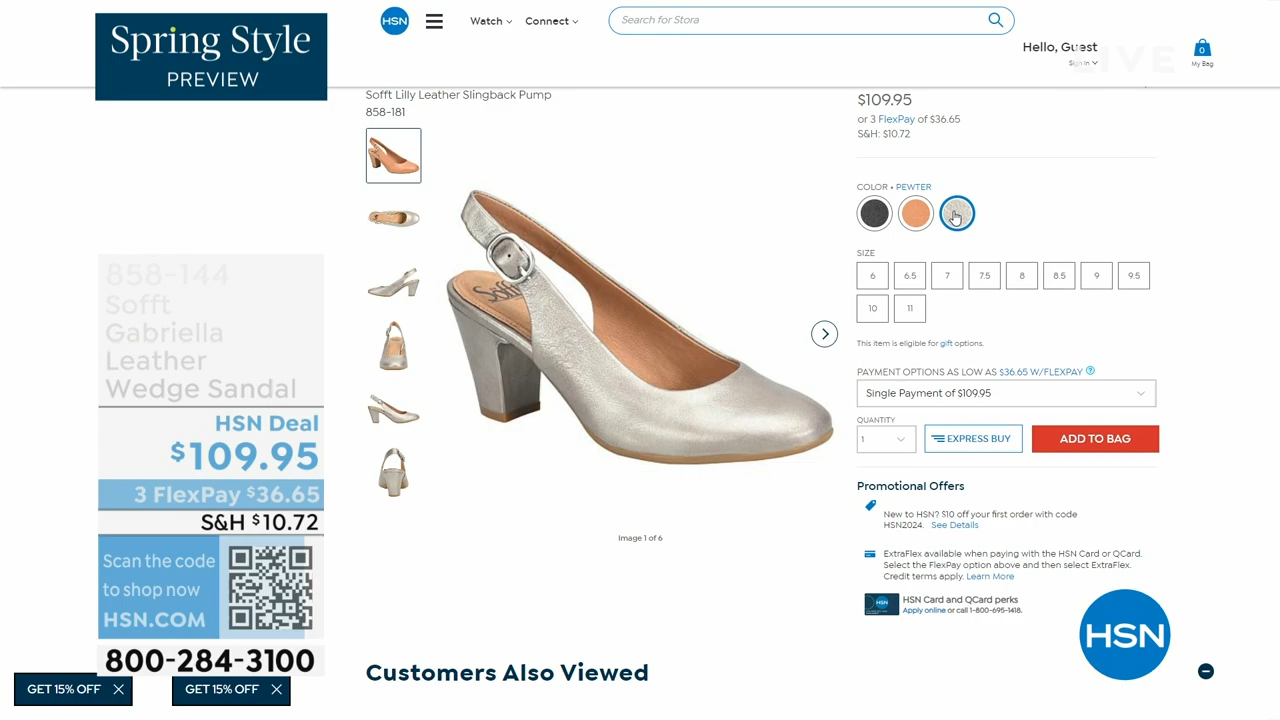 Spring Style
PREVIEW
HSN
Watch
Connect
Search for Stora
Hello, Guest
Sign In
LIVE
0
My Bag
Sofft Lilly Leather Slingback Pump
858-181
$109.95
or 3 FlexPay of $36.65
S&H: $10.72
COLOR • PEWTER
SIZE
6
6.5
7
7.5
8
8.5
9
9.5
10
11
This item is eligible for gift options.
PAYMENT OPTIONS AS LOW AS $36.65 W/FLEXPAY ?
Single Payment of $109.95
QUANTITY
1
EXPRESS BUY
ADD TO BAG
Promotional Offers
New to HSN? $10 off your first order with code
HSN2024. See Details
ExtraFlex available when paying with the HSN Card or QCard.
Select the FlexPay option above and then select ExtraFlex.
Credit terms apply. Learn More
HSN
HSN Card and QCard perks
Apply online or call 1-800-695-1418.
Sofft
Image 1 of 6
858-144
Sofft
Gabriella
Leather
Wedge Sandal
HSN Deal
$109.95
3 FlexPay $36.65
S&H $10.72
Scan the code
to shop now
HSN.COM
800-284-3100
GET 15% OFF
GET 15% OFF
Customers Also Viewed
HSN